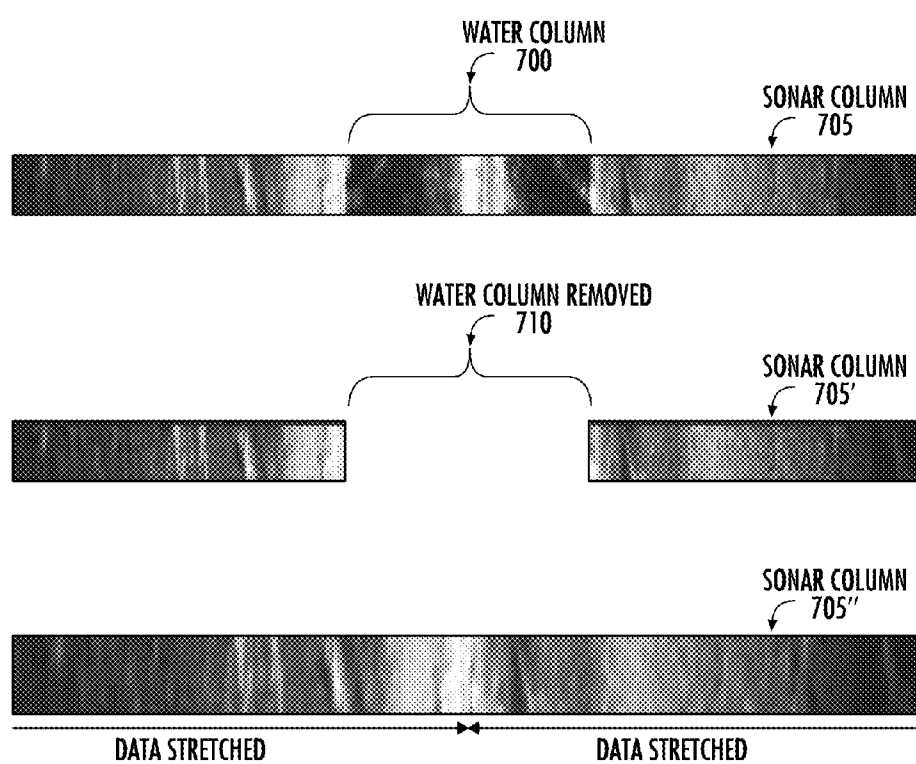 WATER COLUMN
700
SONAR COLUMN
705
WATER COLUMN REMOVED
710
SONAR COLUMN
705'
SONAR COLUMN
705"
DATA STRETCHED DATA STRETCHED